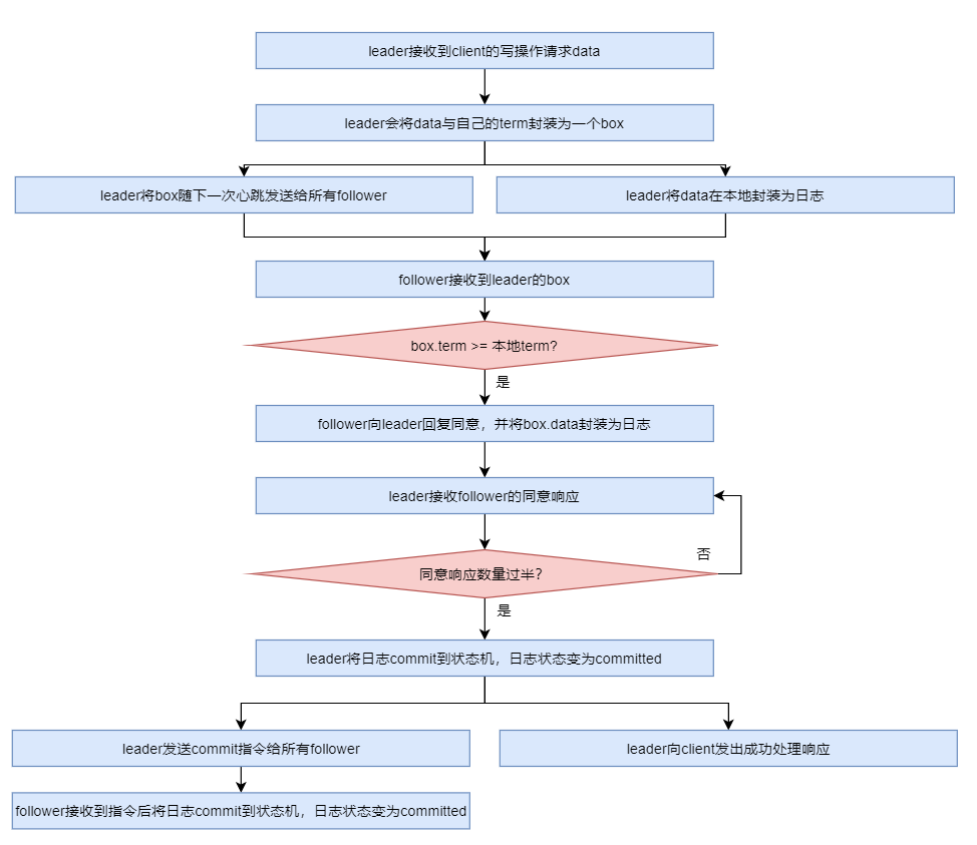 leader接收到client的写操作请求data
leader会将data与自己的term封装为一个box
leader将box随下一次心跳发送给所有follower
leader将data在本地封装为日志
follower接收到leader的box
box.term >= 本地term?
是
follower向leader回复同意，并将box.data封装为日志
leader接收follower的同意响应
否
同意响应数量过半?
是
leader将日志commit到状态机，日志状态变为committed
leader发送commit指令给所有follower
leader向client发出成功处理响应
follower接收到指令后将日志commit到状态机，日志状态变为committed